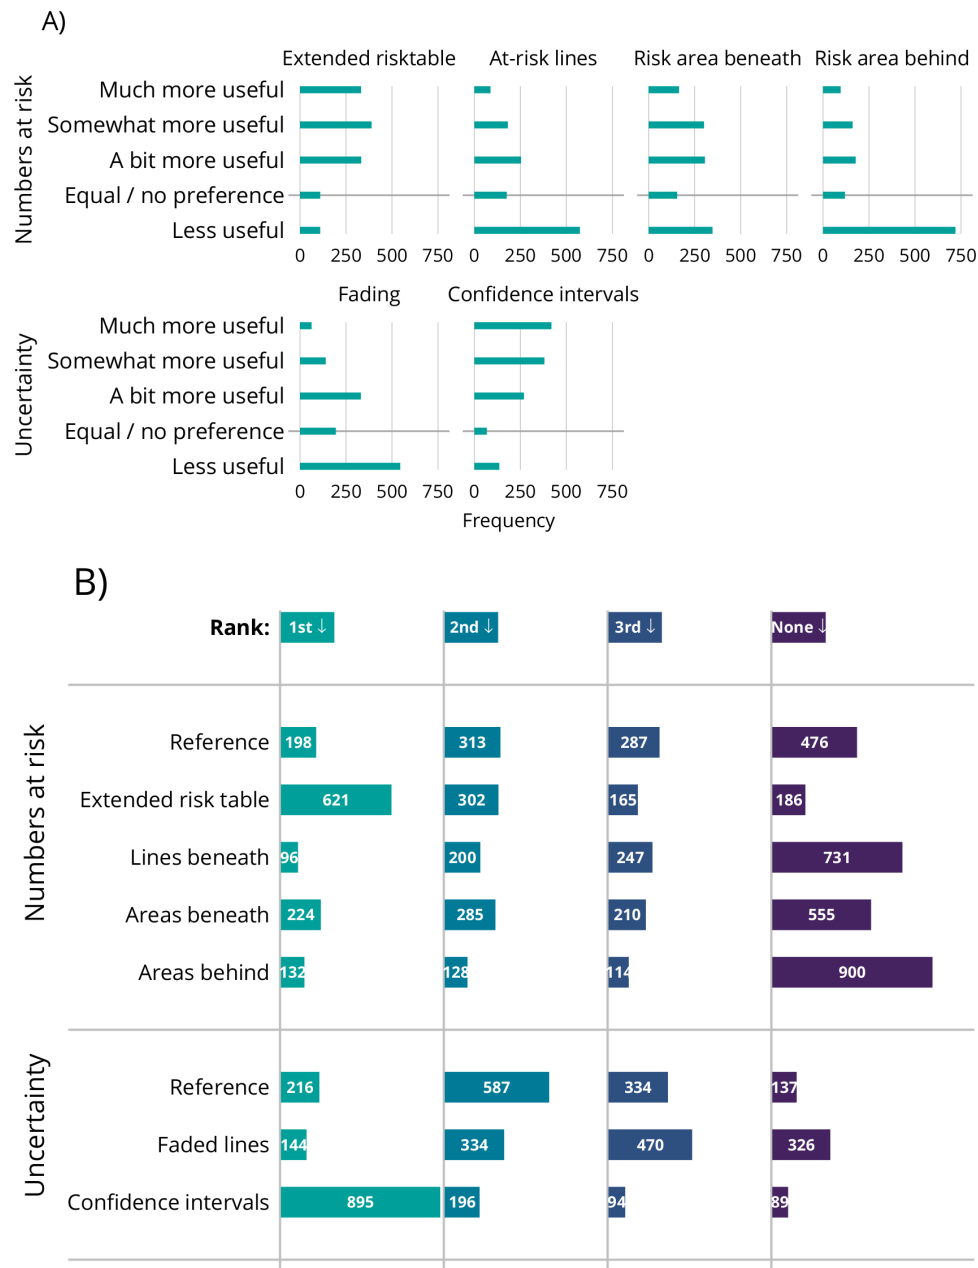 A)
Extended risktable At-risk lines Risk area beneath Risk area behind
Numbers at risk
Much more useful
Somewhat more useful
A bit more useful
Equal / no preference
Less useful
0 250 500 750 0 250 500 750 0 250 500 750 0 250 500 750
Fading Confidence intervals
Uncertainty
Much more useful
Somewhat more useful
A bit more useful
Equal / no preference
Less useful
0 250 500 750 0 250 500 750
Frequency
B)
Rank: 1st ↓ 2nd ↓ 3rd ↓ None ↓
Numbers at risk
Reference 198 313 287 476
Extended risk table 621 302 165 186
Lines beneath 96 200 247 731
Areas beneath 224 285 210 555
Areas behind 132 128 114 900
Uncertainty
Reference 216 587 334 137
Faded lines 144 334 470 326
Confidence intervals 895 196 94 89